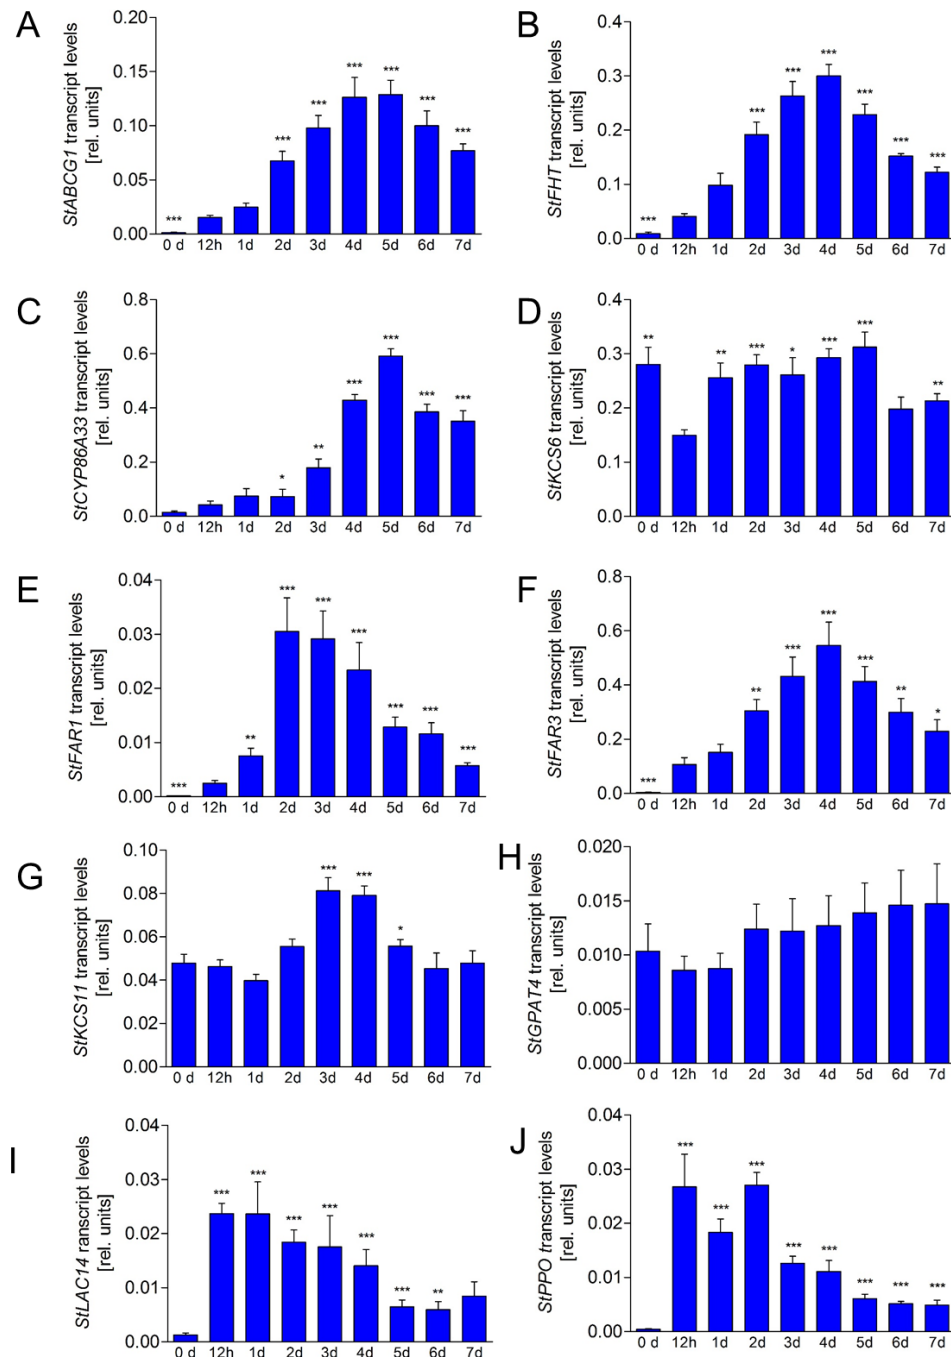 A
StABCG1 transcript levels
[rel. units]
0.20
0.15
0.10
0.05
0.00
*** *** *** *** *** *** ***
0 d 12h 1d 2d 3d 4d 5d 6d 7d
B
StFHT transcript levels
[rel. units]
0.4
0.3
0.2
0.1
0.0
*** *** *** *** *** *** ***
0 d 12h 1d 2d 3d 4d 5d 6d 7d
C
StCYP86A33 transcript levels
[rel. units]
0.8
0.6
0.4
0.2
0.0
* ** *** *** *** ***
0 d 12h 1d 2d 3d 4d 5d 6d 7d
D
StKCS6 transcript levels
[rel. units]
0.4
0.3
0.2
0.1
0.0
** ** *** * *** *** **
0 d 12h 1d 2d 3d 4d 5d 6d 7d
E
StFAR1 transcript levels
[rel. units]
0.04
0.03
0.02
0.01
0.00
*** ** *** *** *** *** *** ***
0 d 12h 1d 2d 3d 4d 5d 6d 7d
F
StFAR3 transcript levels
[rel. units]
0.8
0.6
0.4
0.2
0.0
*** ** *** *** *** ** *
0 d 12h 1d 2d 3d 4d 5d 6d 7d
G
StKCS11 transcript levels
[rel. units]
0.10
0.08
0.06
0.04
0.02
0.00
*** *** *
0 d 12h 1d 2d 3d 4d 5d 6d 7d
H
StGPAT4 transcript levels
[rel. units]
0.020
0.015
0.010
0.005
0.000
0 d 12h 1d 2d 3d 4d 5d 6d 7d
I
StLAC14 ranscript levels
[rel. units]
0.04
0.03
0.02
0.01
0.00
*** *** *** *** *** *** **
0 d 12h 1d 2d 3d 4d 5d 6d 7d
J
StPPO transcript levels
[rel. units]
0.04
0.03
0.02
0.01
0.00
*** *** *** *** *** *** *** ***
0 d 12h 1d 2d 3d 4d 5d 6d 7d